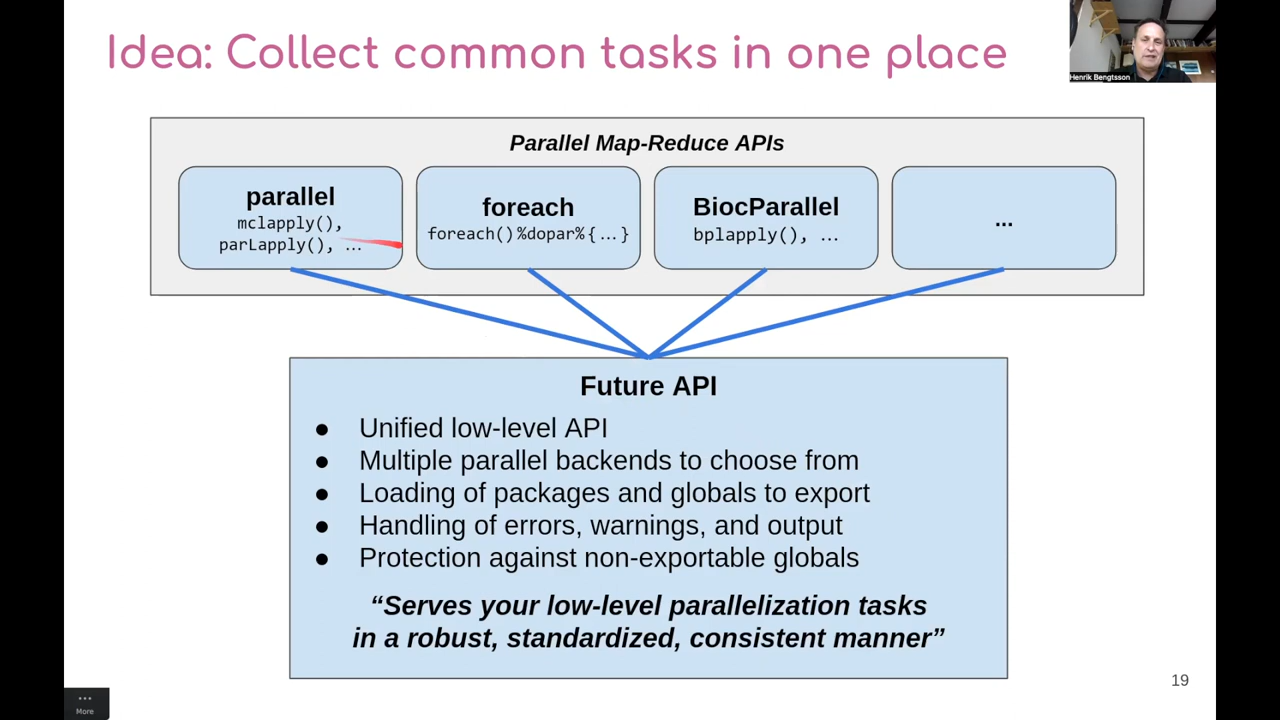 Idea: Collect common tasks in one place
Henrik Bengtsson
Parallel Map-Reduce APIs
parallel
mclapply(),
parLapply(), ...
foreach
foreach()%dopar%{...}
BiocParallel
bplapply(), ...
...
Future API
● Unified low-level API
● Multiple parallel backends to choose from
● Loading of packages and globals to export
● Handling of errors, warnings, and output
● Protection against non-exportable globals
“Serves your low-level parallelization tasks
in a robust, standardized, consistent manner”
19
More